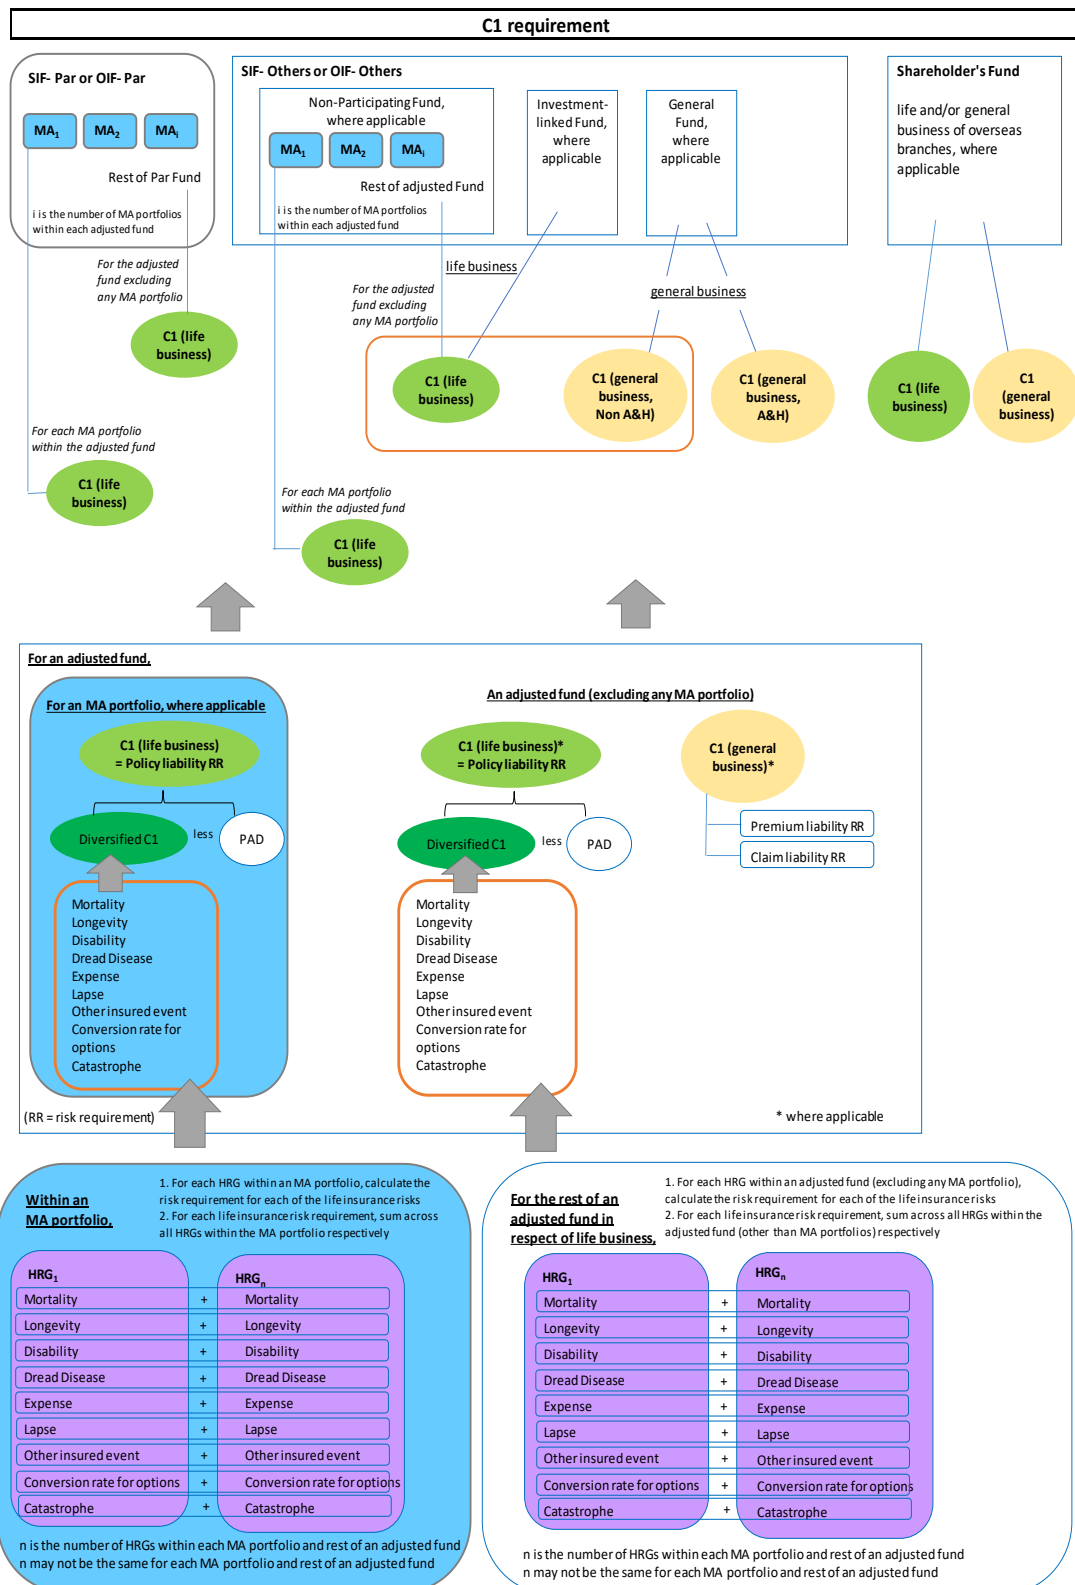 C1 requirement
SIF- Par or OIF- Par
MA1
MA2
MAi
Rest of Par Fund
i is the number of MA portfolios
within each adjusted fund
For the adjusted
fund excluding
any MA portfolio
C1 (life
business)
For each MA portfolio
within the adjusted fund
C1 (life
business)
SIF- Others or OIF- Others
Non-Participating Fund,
where applicable
MA1
MA2
MAi
Rest of adjusted Fund
i is the number of MA portfolios
within each adjusted fund
Investment-
linked Fund,
where
applicable
General
Fund,
where
applicable
life business
general business
For the adjusted
fund excluding
any MA portfolio
C1 (life
business)
C1 (general
business,
Non A&H)
C1 (general
business,
A&H)
For each MA portfolio
within the adjusted fund
C1 (life
business)
Shareholder's Fund
life and/or general
business of overseas
branches, where
applicable
C1 (life
business)
C1
(general
business)
For an adjusted fund,
For an MA portfolio, where applicable
C1 (life business)
= Policy liability RR
Diversified C1
less
PAD
Mortality
Longevity
Disability
Dread Disease
Expense
Lapse
Other insured event
Conversion rate for
options
Catastrophe
An adjusted fund (excluding any MA portfolio)
C1 (life business)*
= Policy liability RR
Diversified C1
less
PAD
Mortality
Longevity
Disability
Dread Disease
Expense
Lapse
Other insured event
Conversion rate for
options
Catastrophe
C1 (general
business)*
Premium liability RR
Claim liability RR
(RR = risk requirement)
* where applicable
Within an
MA portfolio,
1. For each HRG within an MA portfolio, calculate the
risk requirement for each of the life insurance risks
2. For each life insurance risk requirement, sum across
all HRGs within the MA portfolio respectively
HRG1
HRGn
Mortality + Mortality
Longevity + Longevity
Disability + Disability
Dread Disease + Dread Disease
Expense + Expense
Lapse + Lapse
Other insured event + Other insured event
Conversion rate for options + Conversion rate for options
Catastrophe + Catastrophe
n is the number of HRGs within each MA portfolio and rest of an adjusted fund
n may not be the same for each MA portfolio and rest of an adjusted fund
For the rest of an
adjusted fund in
respect of life business,
1. For each HRG within an adjusted fund (excluding any MA portfolio),
calculate the risk requirement for each of the life insurance risks
2. For each life insurance risk requirement, sum across all HRGs within the
adjusted fund (other than MA portfolios) respectively
HRG1
HRGn
Mortality + Mortality
Longevity + Longevity
Disability + Disability
Dread Disease + Dread Disease
Expense + Expense
Lapse + Lapse
Other insured event + Other insured event
Conversion rate for options + Conversion rate for options
Catastrophe + Catastrophe
n is the number of HRGs within each MA portfolio and rest of an adjusted fund
n may not be the same for each MA portfolio and rest of an adjusted fund